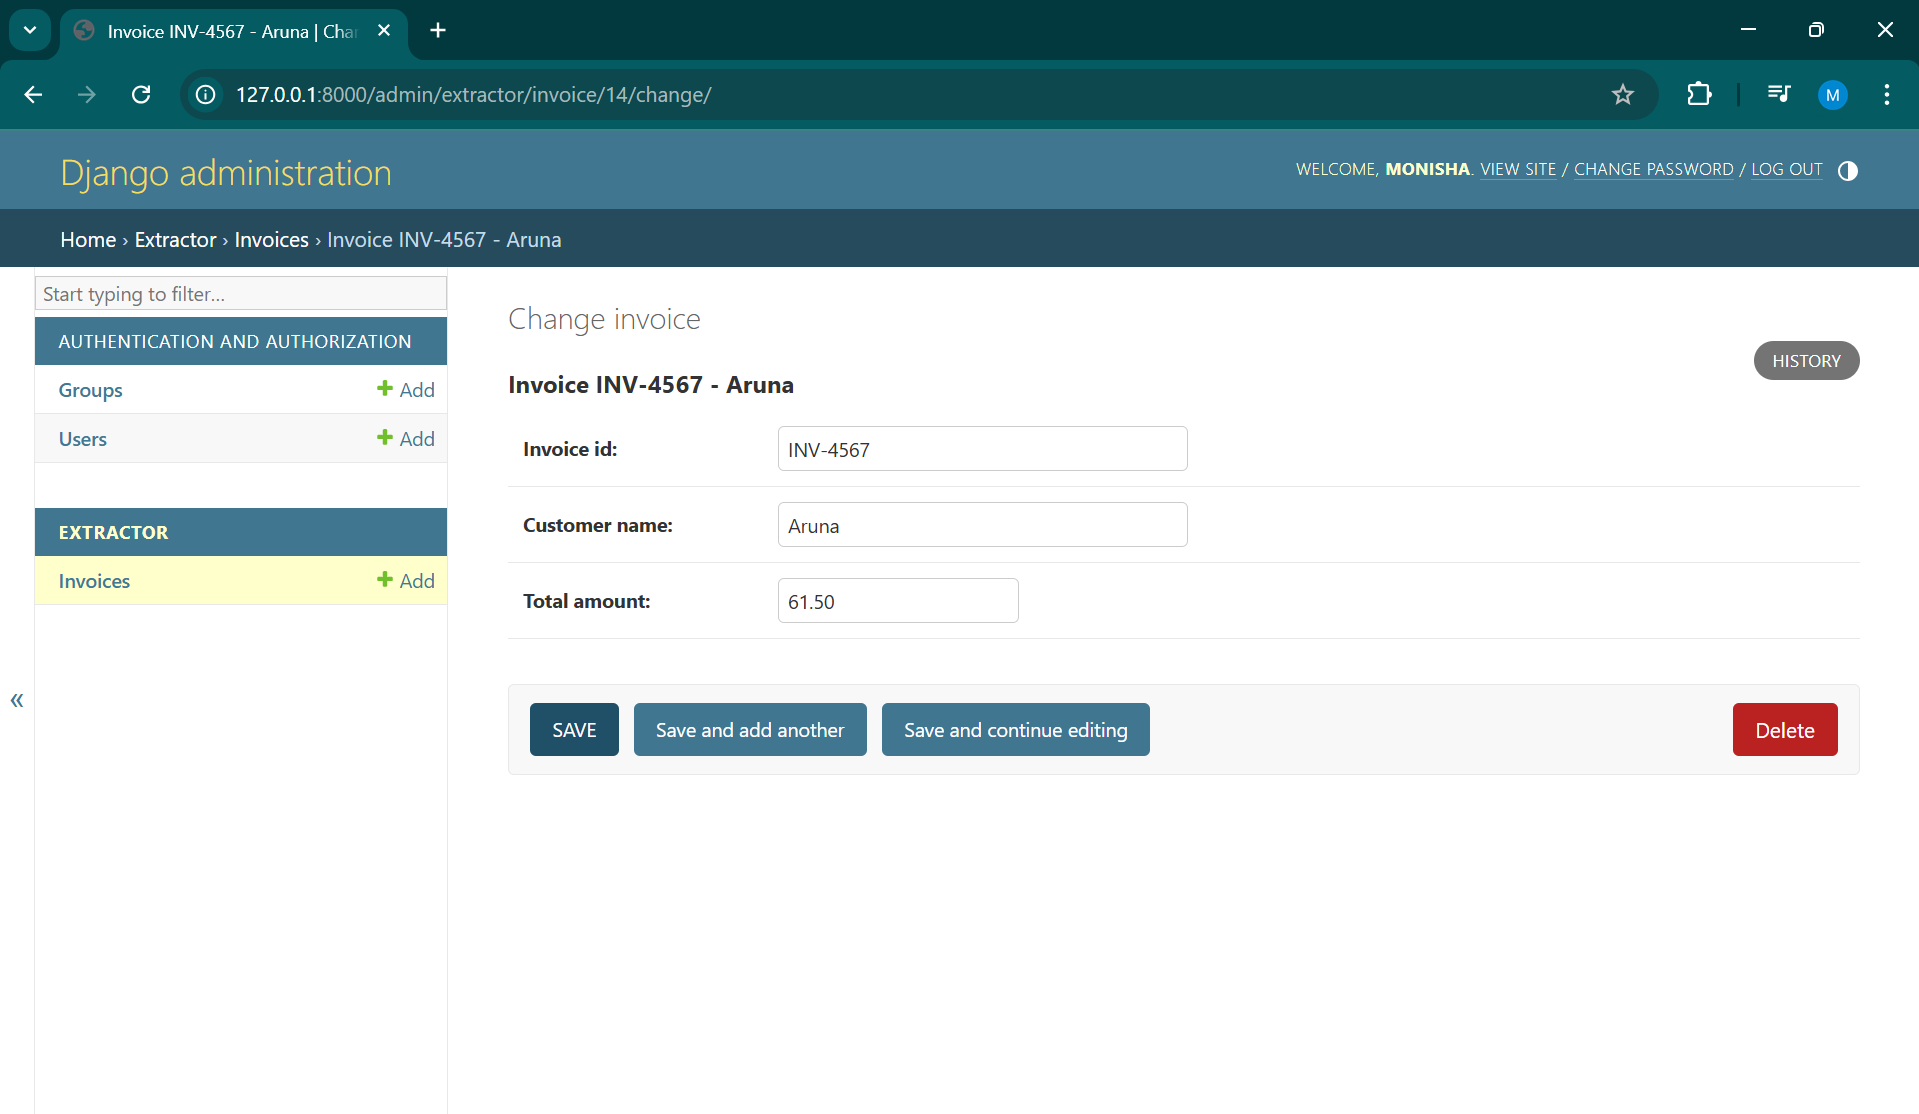 Invoice INV-4567 - Aruna | Cha
127.0.0.1:8000/admin/extractor/invoice/14/change/
M
Django administration
WELCOME, MONISHA. VIEW SITE / CHANGE PASSWORD / LOG OUT
Home › Extractor › Invoices › Invoice INV-4567 - Aruna
Start typing to filter...
AUTHENTICATION AND AUTHORIZATION
Groups + Add
Users + Add
EXTRACTOR
Invoices + Add
«
Change invoice
HISTORY
Invoice INV-4567 - Aruna
Invoice id: INV-4567
Customer name: Aruna
Total amount: 61.50
SAVE Save and add another Save and continue editing Delete